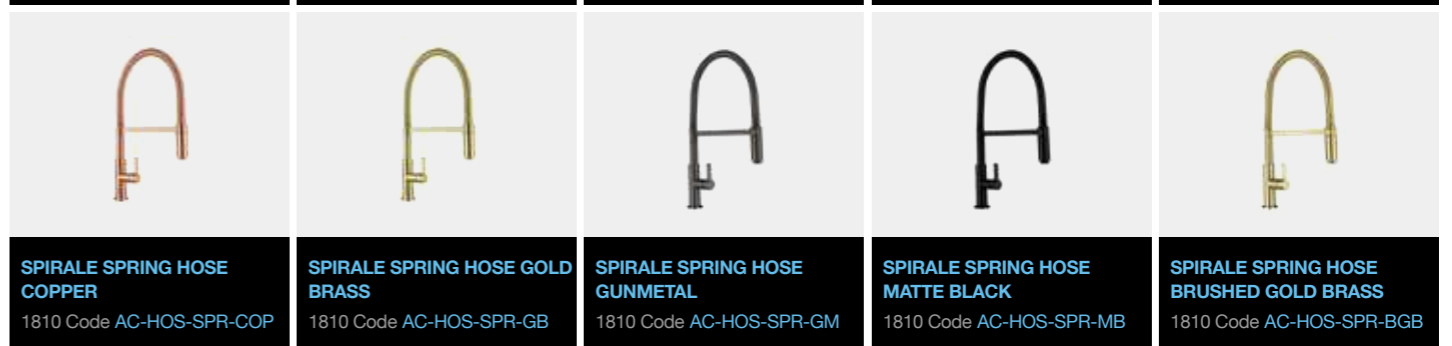 SPIRALE SPRING HOSE
COPPER
1810 Code AC-HOS-SPR-COP
SPIRALE SPRING HOSE GOLD
BRASS
1810 Code AC-HOS-SPR-GB
SPIRALE SPRING HOSE
GUNMETAL
1810 Code AC-HOS-SPR-GM
SPIRALE SPRING HOSE
MATTE BLACK
1810 Code AC-HOS-SPR-MB
SPIRALE SPRING HOSE
BRUSHED GOLD BRASS
1810 Code AC-HOS-SPR-BGB